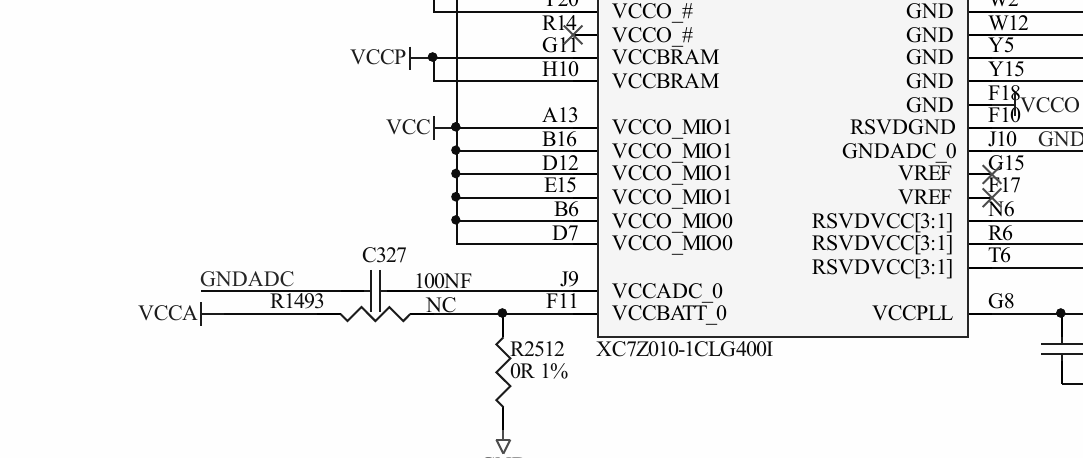 Y20 VCCO_# GND W2
R14 VCCO_# GND W12
VCCP G11 VCCBRAM GND Y5
H10 VCCBRAM GND Y15
GND F18 VCCO
VCC A13 VCCO_MIO1 RSVDGND F10
B16 VCCO_MIO1 GNDADC_0 J10 GND
D12 VCCO_MIO1 VREF G15
E15 VCCO_MIO1 VREF E17
B6 VCCO_MIO0 RSVDVCC[3:1] N6
D7 VCCO_MIO0 RSVDVCC[3:1] R6
RSVDVCC[3:1] T6
C327
GNDADC 100NF J9 VCCADC_0
VCCA R1493 NC F11 VCCBATT_0 VCCPLL G8
R2512 XC7Z010-1CLG400I
0R 1%